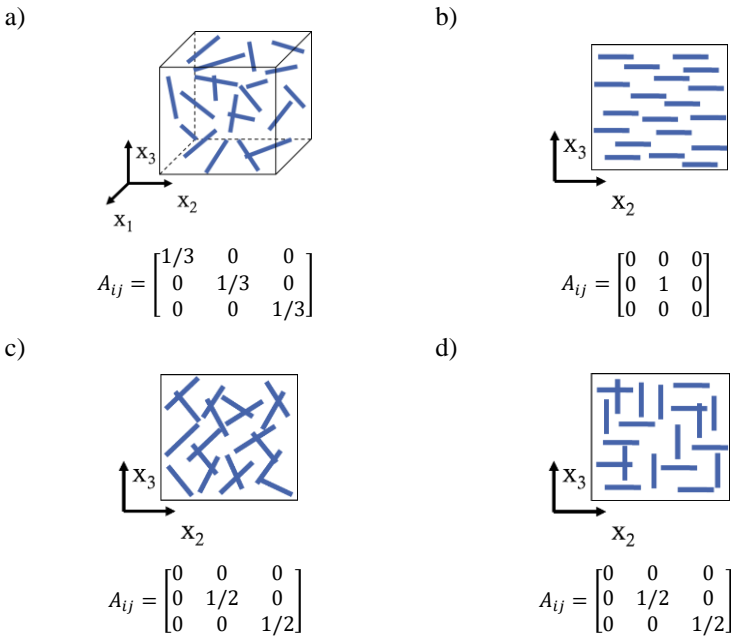 a)
b)
x3
x2
x1
x3
x2
A_ij = [1/3 0 0
0 1/3 0
0 0 1/3]
A_ij = [0 0 0
0 1 0
0 0 0]
c)
d)
x3
x2
x3
x2
A_ij = [0 0 0
0 1/2 0
0 0 1/2]
A_ij = [0 0 0
0 1/2 0
0 0 1/2]